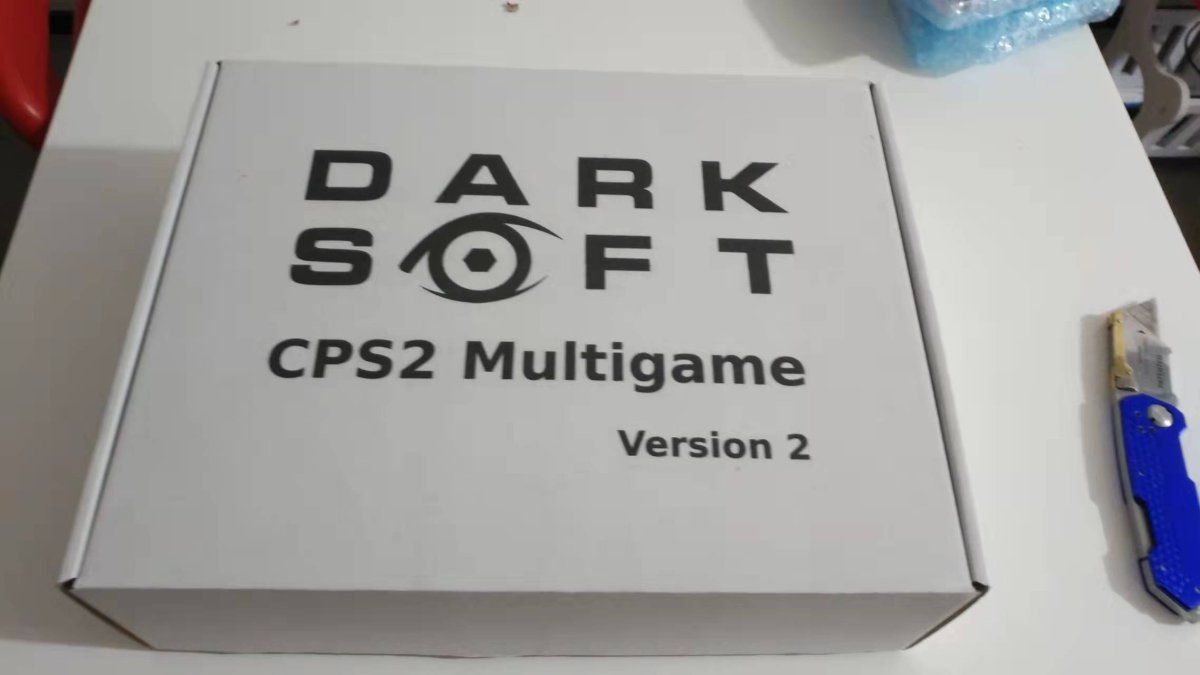 DARK
SOFT
CPS2 Multigame
Version 2